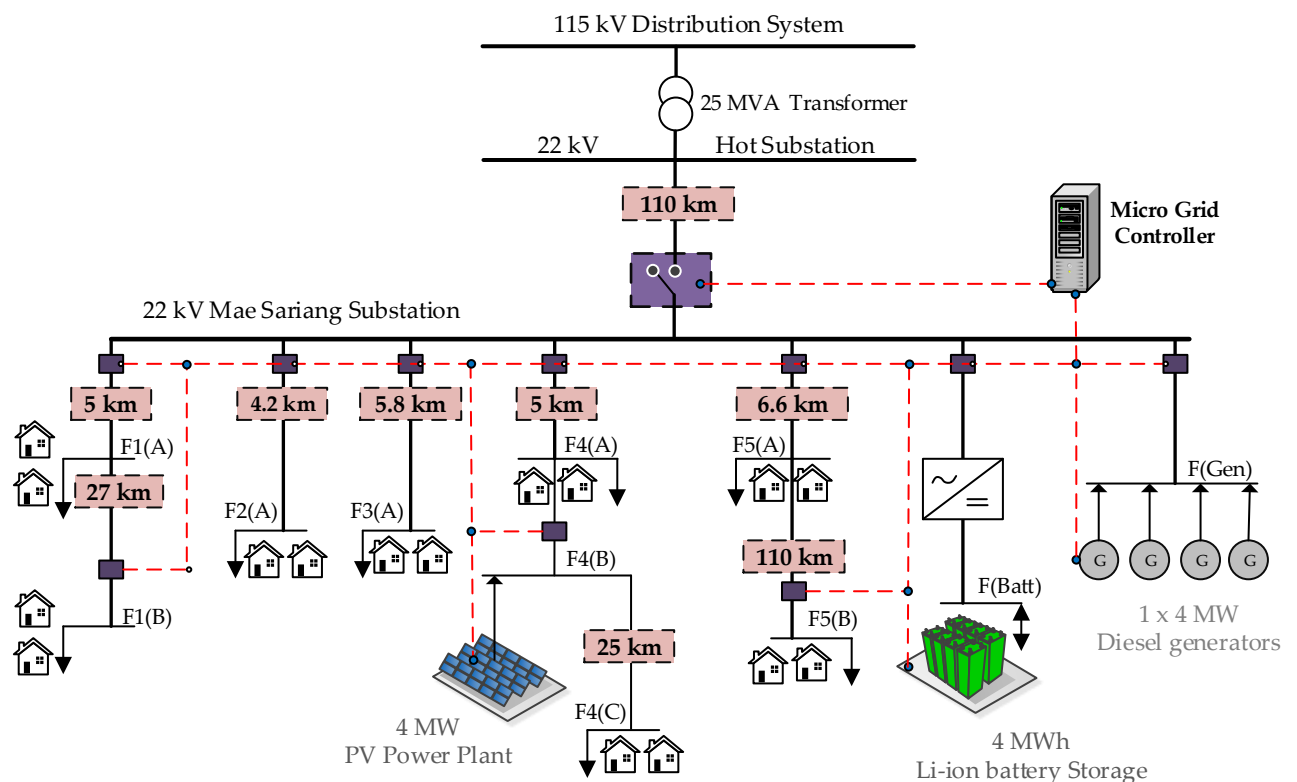 115 kV Distribution System
25 MVA Transformer
22 kV
Hot Substation
110 km
Micro Grid
Controller
22 kV Mae Sariang Substation
5 km
4.2 km
5.8 km
5 km
6.6 km
F1(A)
F4(A)
F5(A)
F(Gen)
27 km
F2(A)
F3(A)
F4(B)
110 km
G
G
G
G
F1(B)
F5(B)
F(Batt)
1 x 4 MW
Diesel generators
25 km
F4(C)
4 MW
PV Power Plant
4 MWh
Li-ion battery Storage